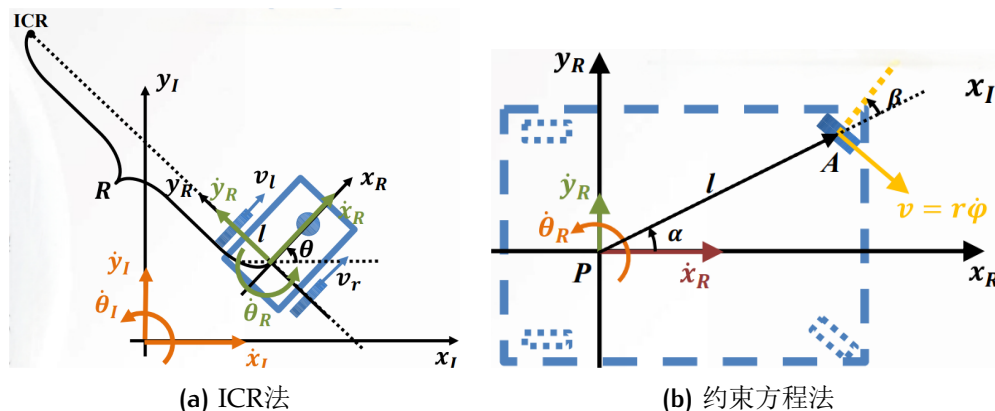 ICR
y_I
R
y_R
ẏ_R
v_l
x_R
ẋ_R
l
θ
v_r
θ̇_R
ẏ_I
θ̇_I
ẋ_I
x_I
(a) ICR法
y_R
x_I
β
A
l
ẏ_R
v = rφ̇
θ̇_R
α
P
ẋ_R
x_R
(b) 约束方程法